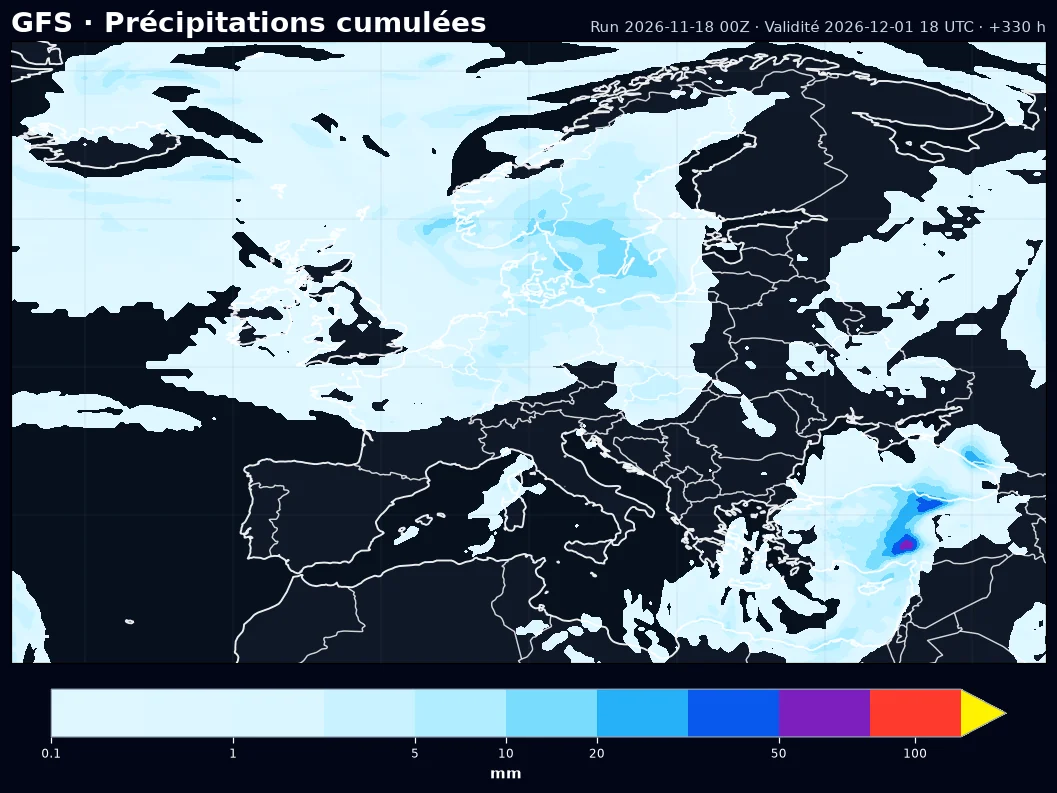 GFS · Précipitations cumulées
Run 2026-11-18 00Z · Validité 2026-12-01 18 UTC · +330 h
0.1 1 5 10 20 50 100
mm